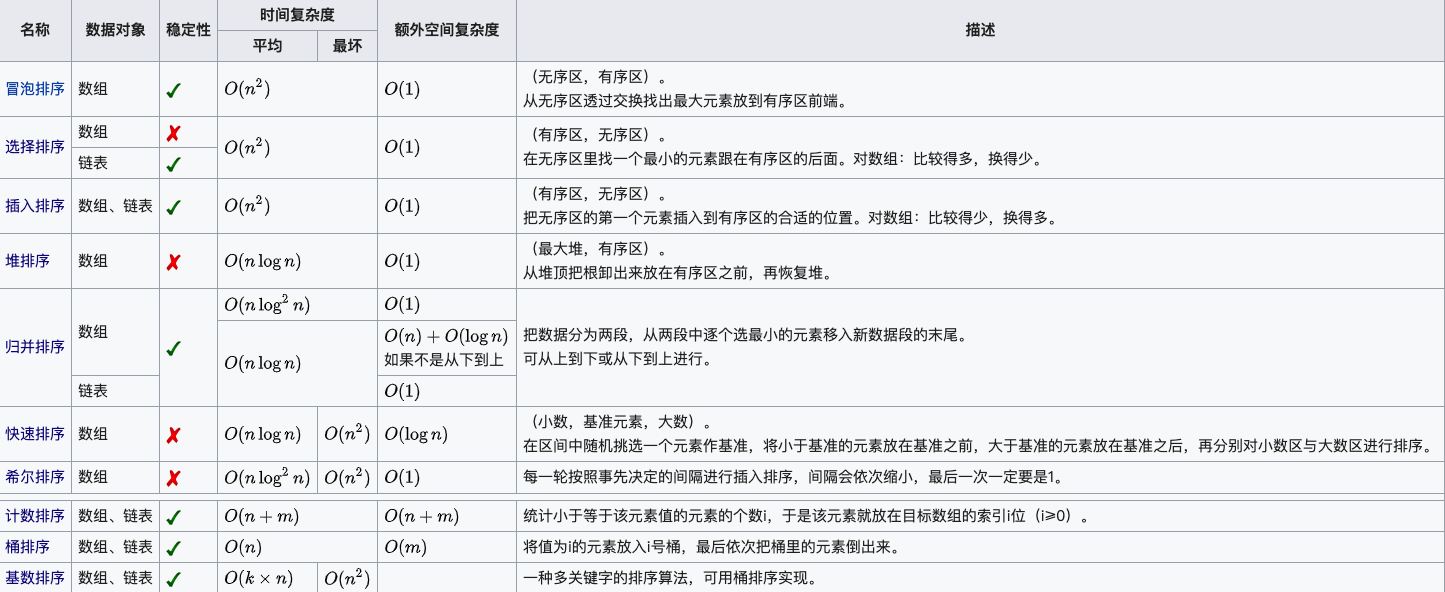 名称 数据对象 稳定性 时间复杂度 额外空间复杂度 描述
平均 最坏
冒泡排序 数组 ✔ O(n²) O(1) （无序区，有序区）。
从无序区透过交换找出最大元素放到有序区前端。
选择排序 数组 ✘ O(n²) O(1) （有序区，无序区）。
链表 ✔ 在无序区里找一个最小的元素跟在有序区的后面。对数组：比较得多，换得少。
插入排序 数组、链表 ✔ O(n²) O(1) （有序区，无序区）。
把无序区的第一个元素插入到有序区的合适的位置。对数组：比较得少，换得多。
堆排序 数组 ✘ O(n log n) O(1) （最大堆，有序区）。
从堆顶把根卸出来放在有序区之前，再恢复堆。
归并排序 数组 ✔ O(n log² n) O(1) 把数据分为两段，从两段中逐个选最小的元素移入新数据段的末尾。
可从上到下或从下到上进行。
O(n log n) O(n) + O(log n)
如果不是从下到上
链表 O(1)
快速排序 数组 ✘ O(n log n) O(n²) O(log n) （小数，基准元素，大数）。
在区间中随机挑选一个元素作基准，将小于基准的元素放在基准之前，大于基准的元素放在基准之后，再分别对小数区与大数区进行排序。
希尔排序 数组 ✘ O(n log² n) O(n²) O(1) 每一轮按照事先决定的间隔进行插入排序，间隔会依次缩小，最后一次一定要是1。
计数排序 数组、链表 ✔ O(n + m) O(n + m) 统计小于等于该元素值的元素的个数i，于是该元素就放在目标数组的索引i位（i⩾0）。
桶排序 数组、链表 ✔ O(n) O(m) 将值为i的元素放入i号桶，最后依次把桶里的元素倒出来。
基数排序 数组、链表 ✔ O(k × n) O(n²) 一种多关键字的排序算法，可用桶排序实现。